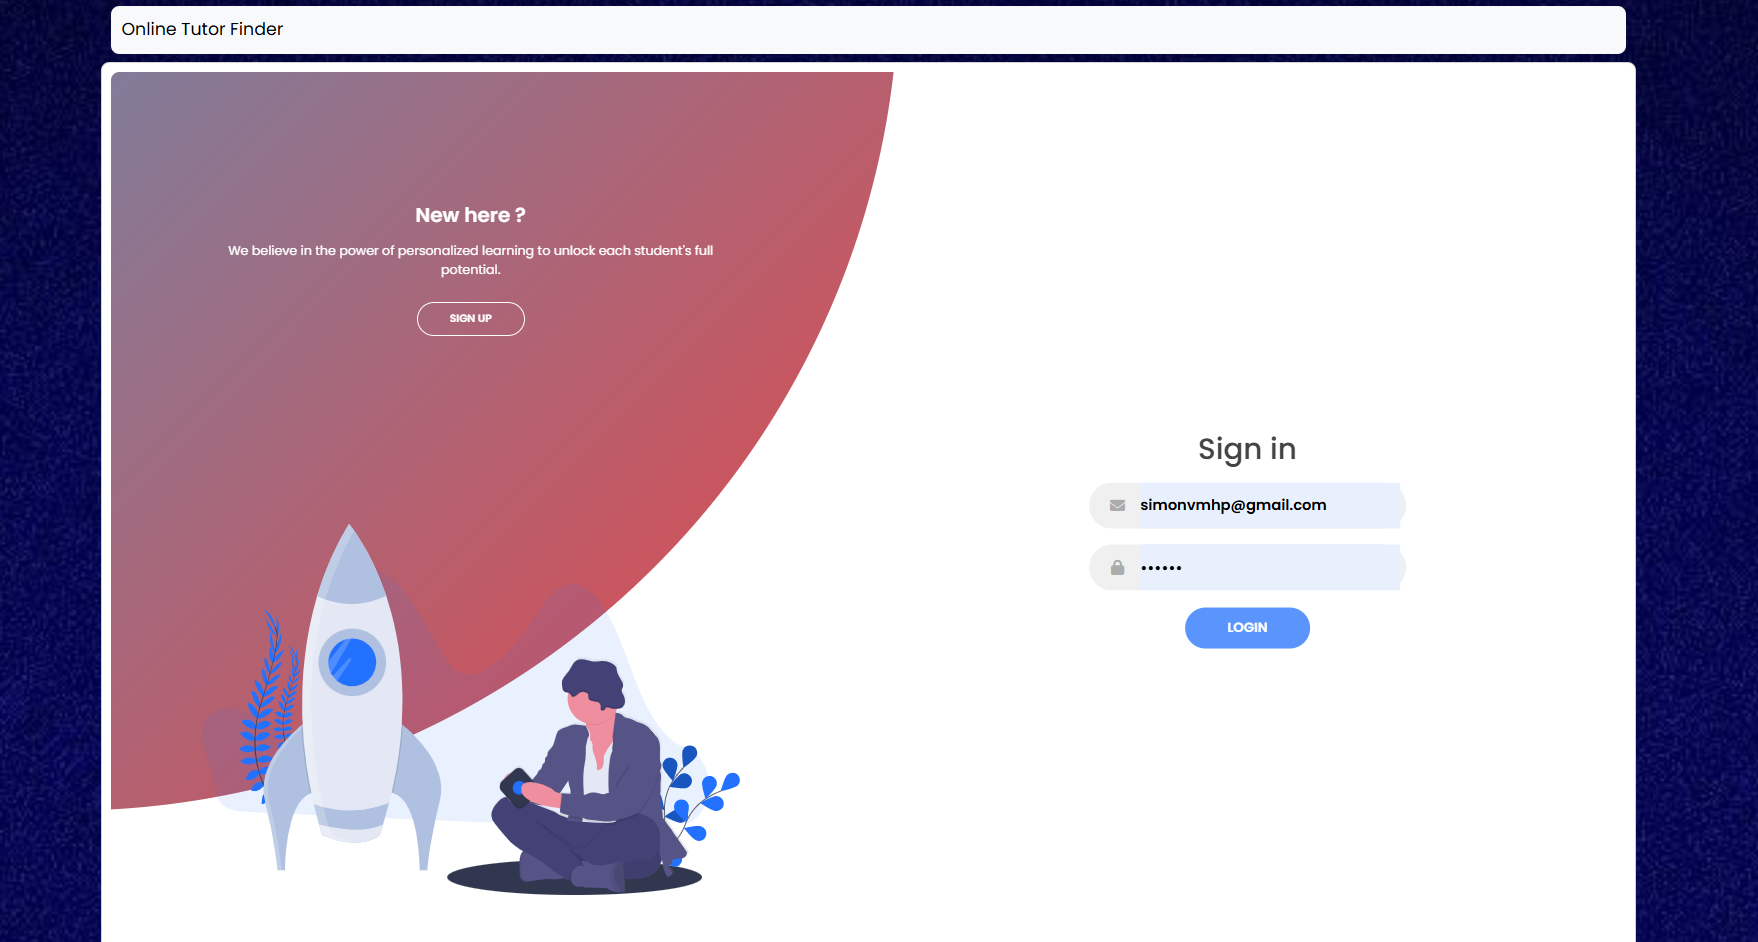 Online Tutor Finder
New here ?
We believe in the power of personalized learning to unlock each student's full
potential.
SIGN UP
Sign in
simonvmhp@gmail.com
••••••
LOGIN